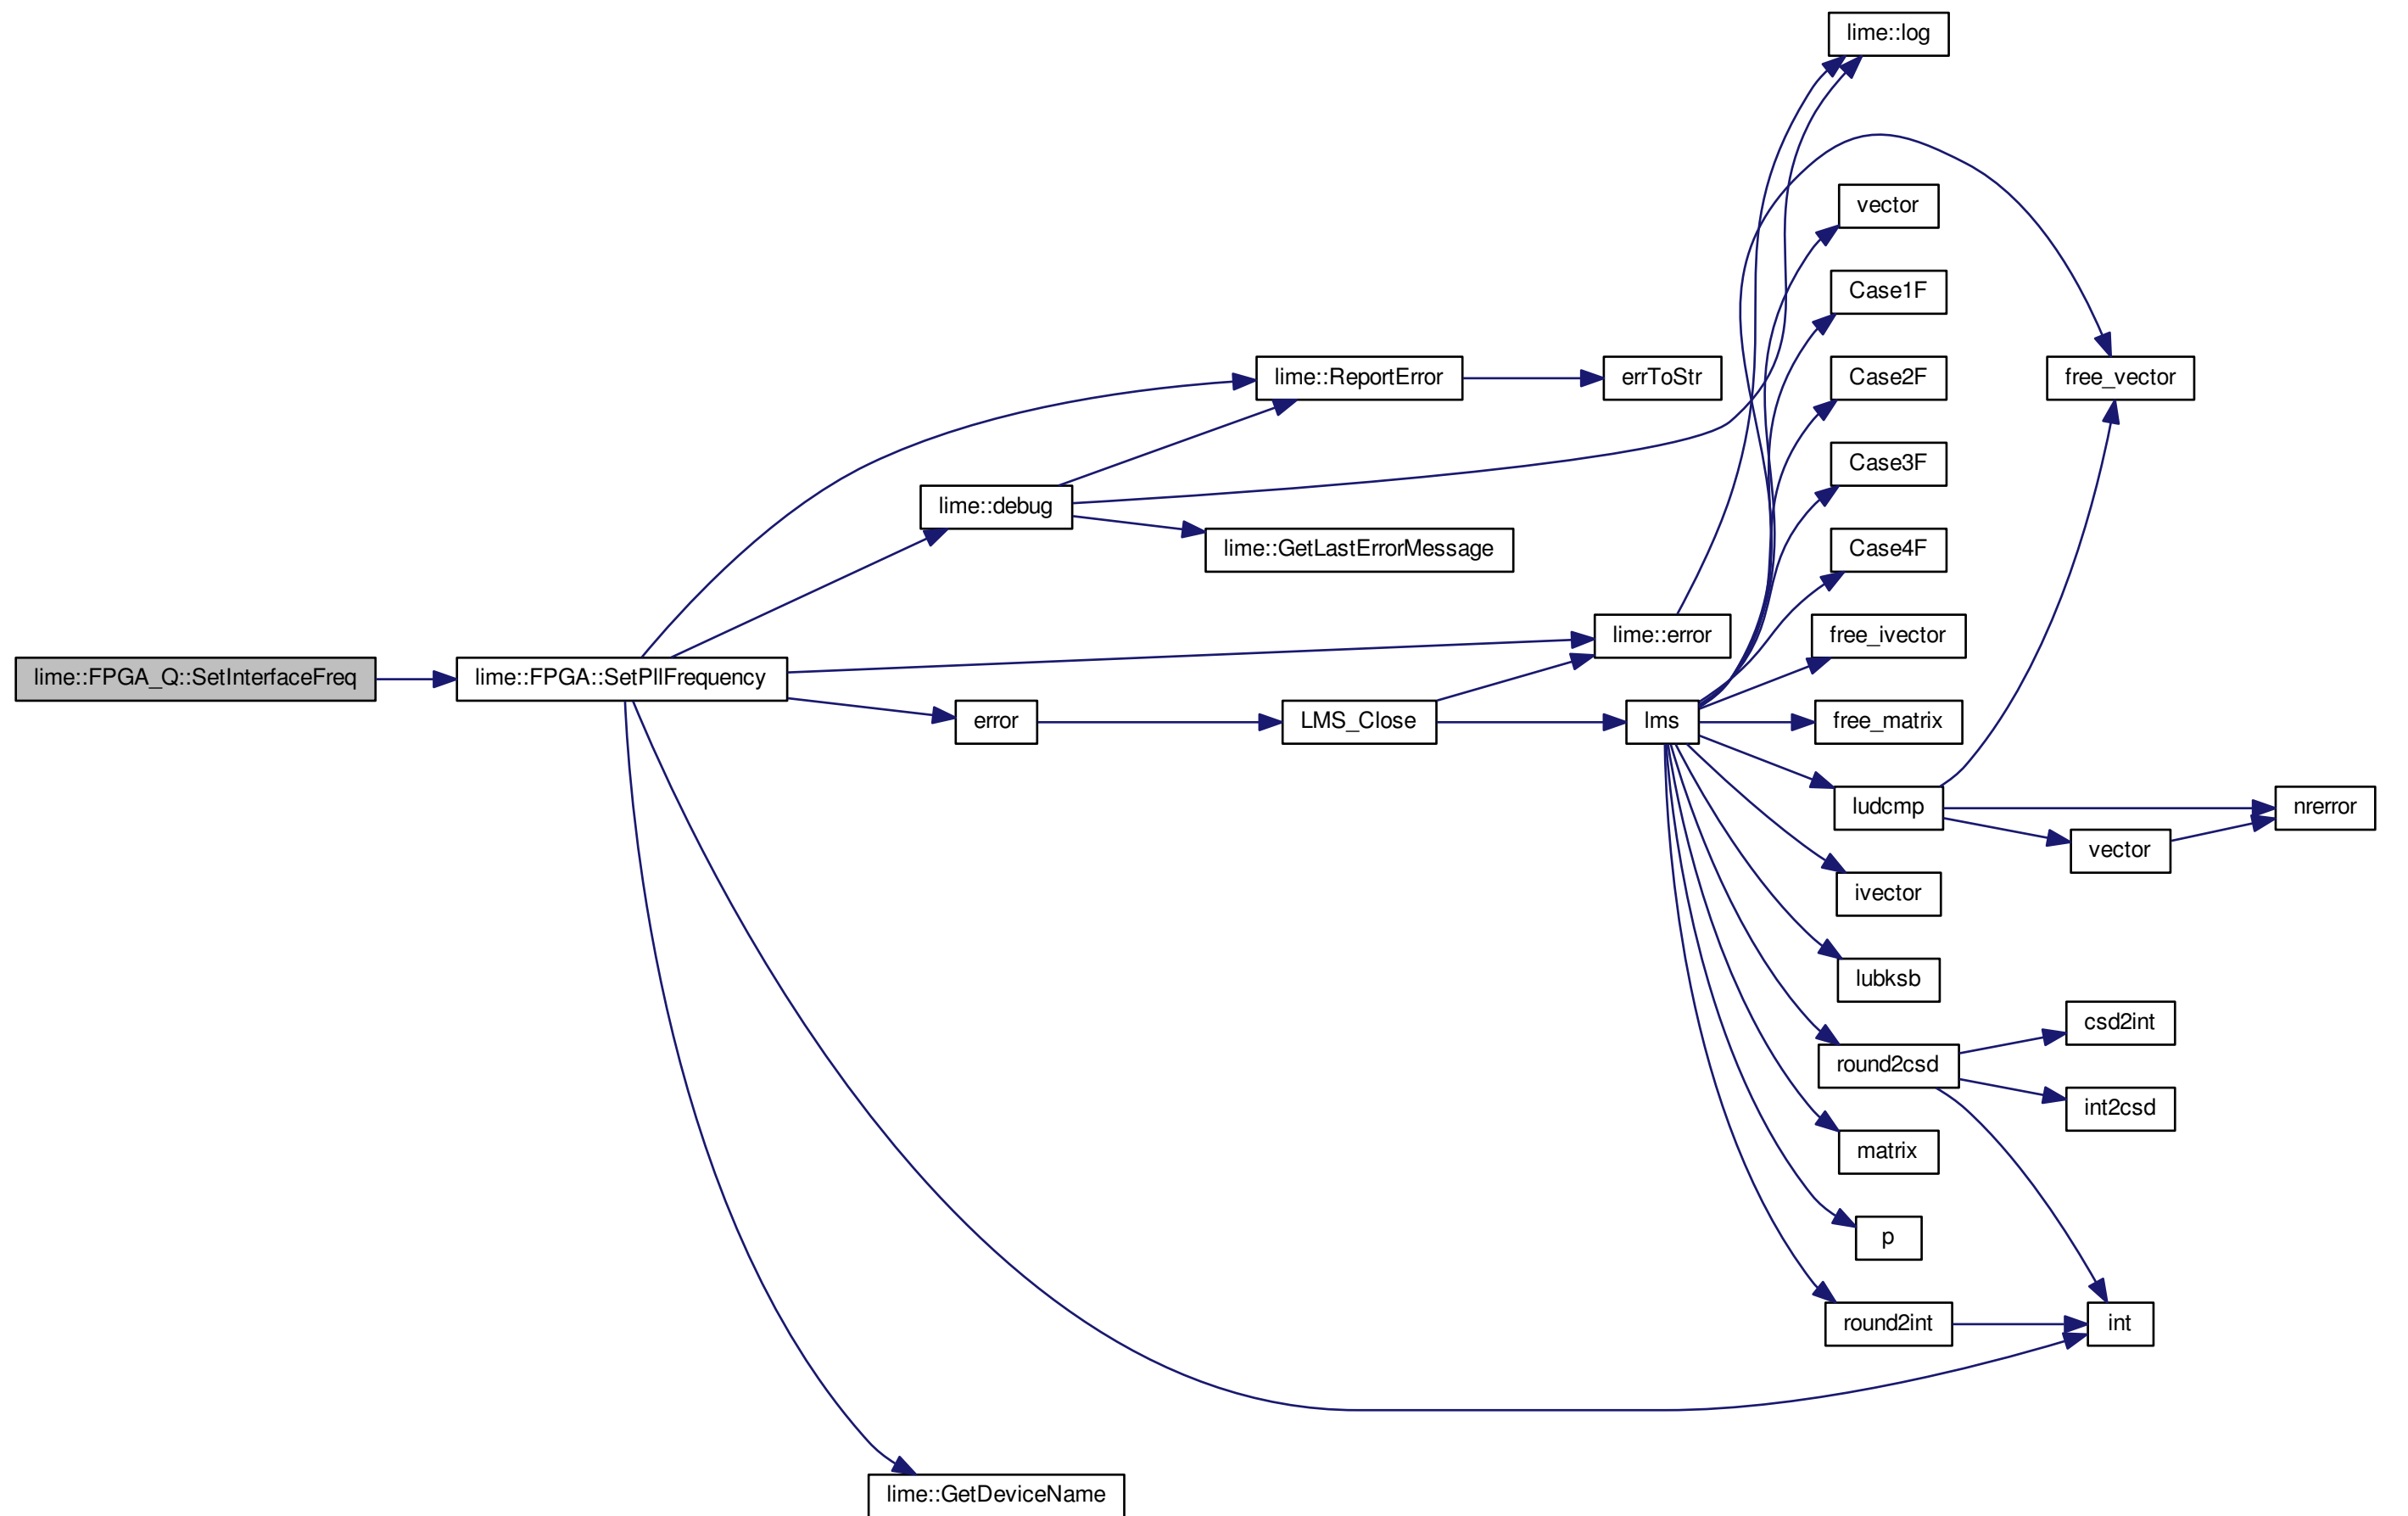 lime::log
vector
Case1F
lime::ReportError
errToStr
Case2F
free_vector
Case3F
lime::debug
lime::GetLastErrorMessage
Case4F
lime::error
free_ivector
lime::FPGA_Q::SetInterfaceFreq
lime::FPGA::SetPllFrequency
error
LMS_Close
lms
free_matrix
ludcmp
nrerror
vector
ivector
lubksb
csd2int
round2csd
int2csd
matrix
p
round2int
int
lime::GetDeviceName